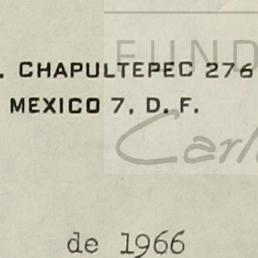 . CHAPULTEPEC 276
MEXICO 7, D. F.
de 1966